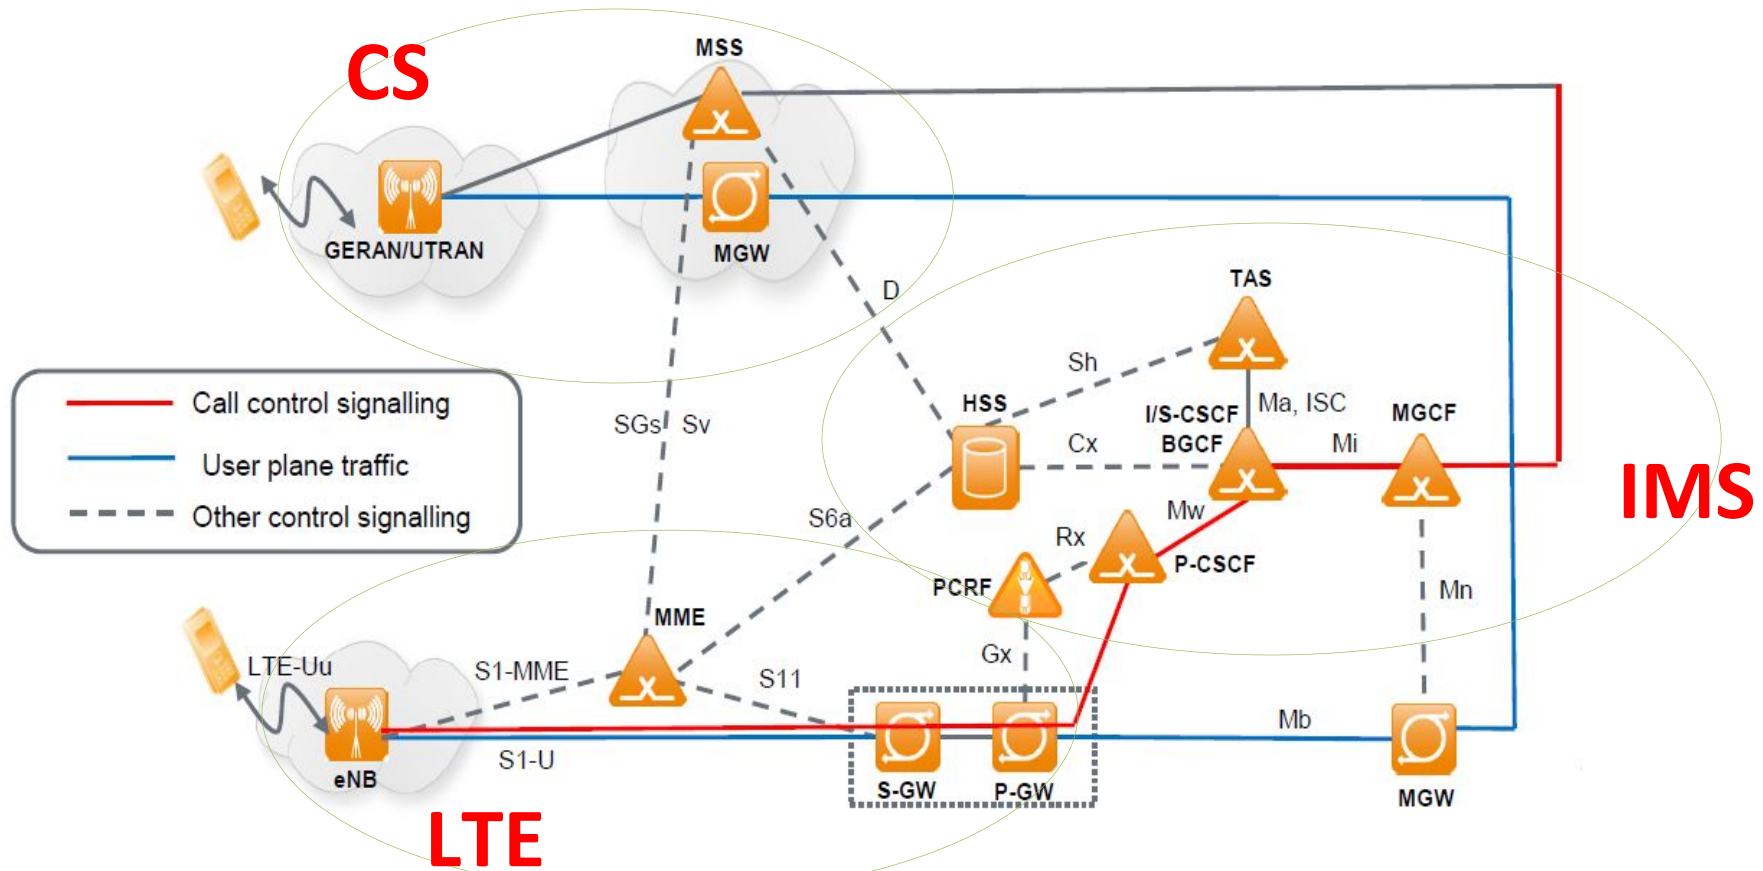 CS
MSS
GERAN/UTRAN
MGW
D
TAS
Sh
Call control signalling
User plane traffic
Other control signalling
SGs
Sv
HSS
I/S-CSCF
BGCF
Ma, ISC
MGCF
Cx
Mi
IMS
S6a
Mw
Rx
P-CSCF
PCRF
Mn
MME
LTE-Uu
S1-MME
S11
Gx
Mb
S1-U
eNB
S-GW
P-GW
MGW
LTE